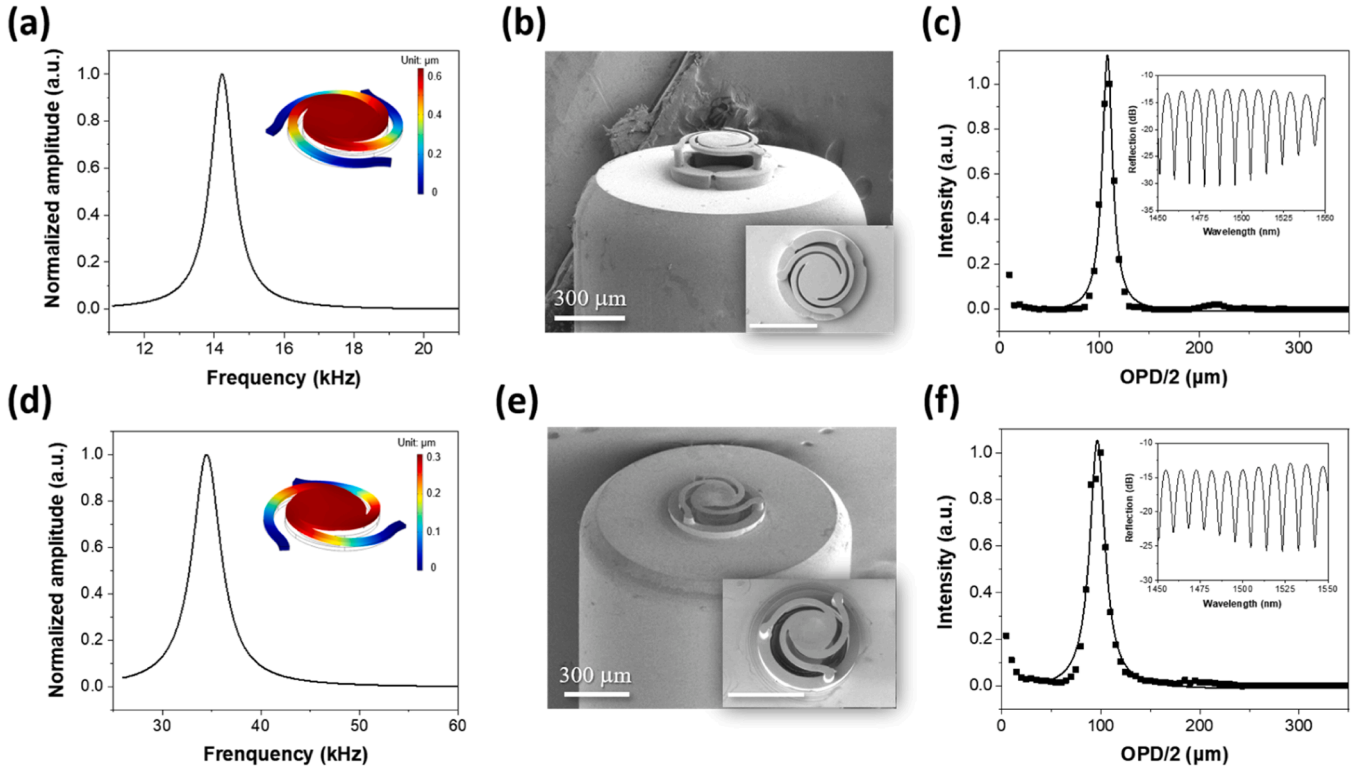 (a)
Normalized amplitude (a.u.)
1.0
0.8
0.6
0.4
0.2
0.0
12 14 16 18 20
Frequency (kHz)
Unit: μm
0.6
0.4
0.2
0
(b)
300 μm
(c)
Intensity (a.u.)
1.0
0.8
0.6
0.4
0.2
0.0
0 100 200 300
OPD/2 (μm)
Reflection (dB)
-10
-15
-20
-25
-30
-35
1450 1475 1500 1525 1550
Wavelength (nm)
(d)
Normalized amplitude (a.u.)
1.0
0.8
0.6
0.4
0.2
0.0
30 40 50 60
Frenquency (kHz)
Unit: μm
0.3
0.2
0.1
0
(e)
300 μm
(f)
Intensity (a.u.)
1.0
0.8
0.6
0.4
0.2
0.0
0 100 200 300
OPD/2 (μm)
Reflection (dB)
-10
-15
-20
-25
-30
1450 1475 1500 1525 1550
Wavelength (nm)